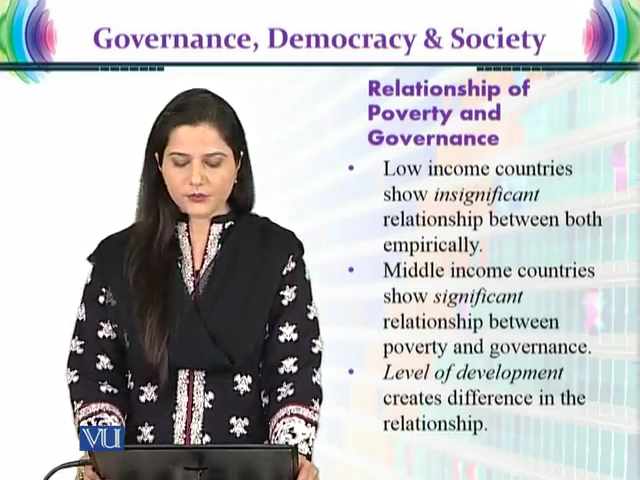 Governance, Democracy & Society
Relationship of
Poverty and
Governance
• Low income countries
show insignificant
relationship between both
empirically.
• Middle income countries
show significant
relationship between
poverty and governance.
• Level of development
creates difference in the
relationship.
VU